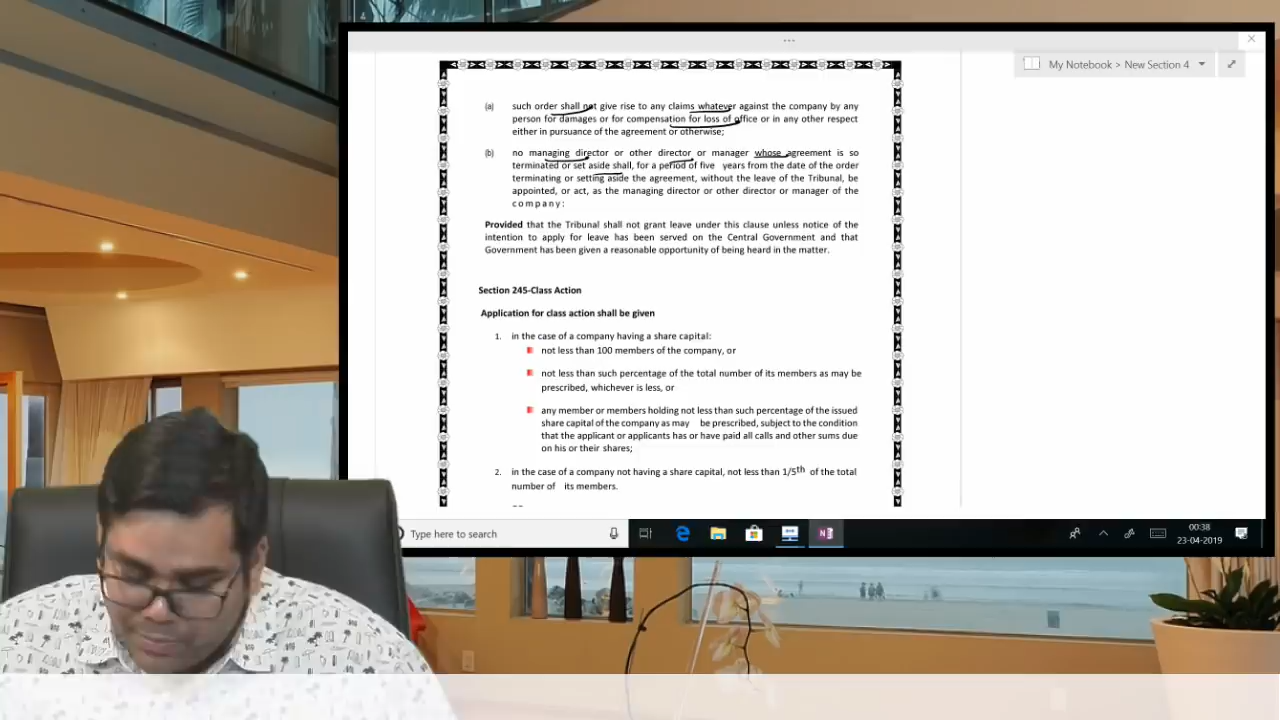 ...
My Notebook > New Section 4
(a) such order shall not give rise to any claims whatever against the company by any
person for damages or for compensation for loss of office or in any other respect
either in pursuance of the agreement or otherwise;
(b) no managing director or other director or manager whose agreement is so
terminated or set aside shall, for a period of five years from the date of the order
terminating or setting aside the agreement, without the leave of the Tribunal, be
appointed, or act, as the managing director or other director or manager of the
company:
Provided that the Tribunal shall not grant leave under this clause unless notice of the
intention to apply for leave has been served on the Central Government and that
Government has been given a reasonable opportunity of being heard in the matter.
Section 245-Class Action
Application for class action shall be given
1. in the case of a company having a share capital:
not less than 100 members of the company, or
not less than such percentage of the total number of its members as may be
prescribed, whichever is less, or
any member or members holding not less than such percentage of the issued
share capital of the company as may be prescribed, subject to the condition
that the applicant or applicants has or have paid all calls and other sums due
on his or their shares;
2. in the case of a company not having a share capital, not less than 1/5th of the total
number of its members.
Type here to search
00:38
23-04-2019